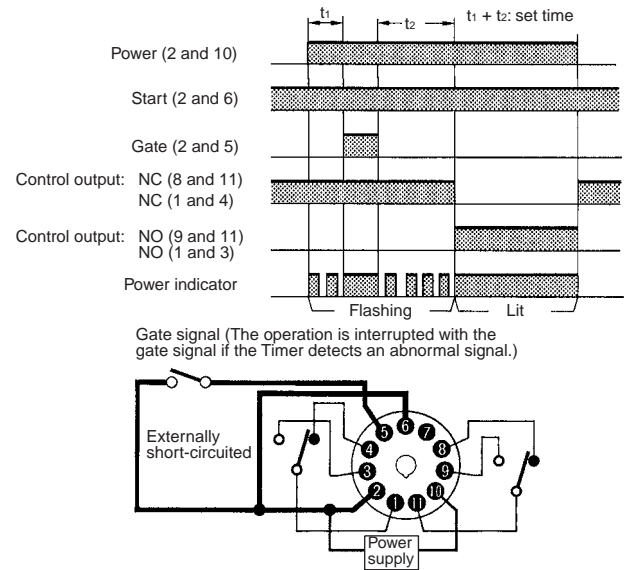 t1
t2
t1 + t2: set time
Power (2 and 10)
Start (2 and 6)
Gate (2 and 5)
Control output: NC (8 and 11)
NC (1 and 4)
Control output: NO (9 and 11)
NO (1 and 3)
Power indicator
Flashing
Lit
Gate signal (The operation is interrupted with the
gate signal if the Timer detects an abnormal signal.)
Externally
short-circuited
6
5
7
4
8
3
9
2
10
1
11
Power
supply